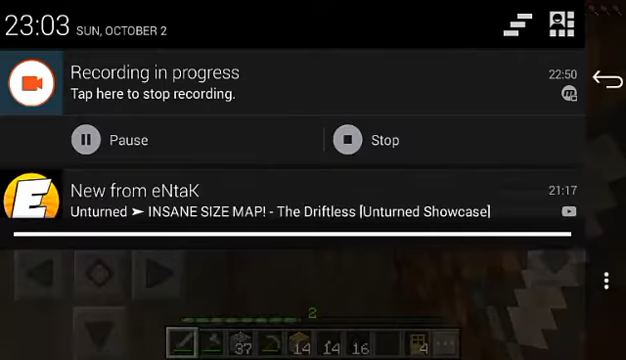 23:03 SUN, OCTOBER 2
Recording in progress 22:50
Tap here to stop recording.
Pause Stop
E New from eNtaK 21:17
Unturned ➤ INSANE SIZE MAP! - The Driftless [Unturned Showcase]
2
37 14 14 16 4